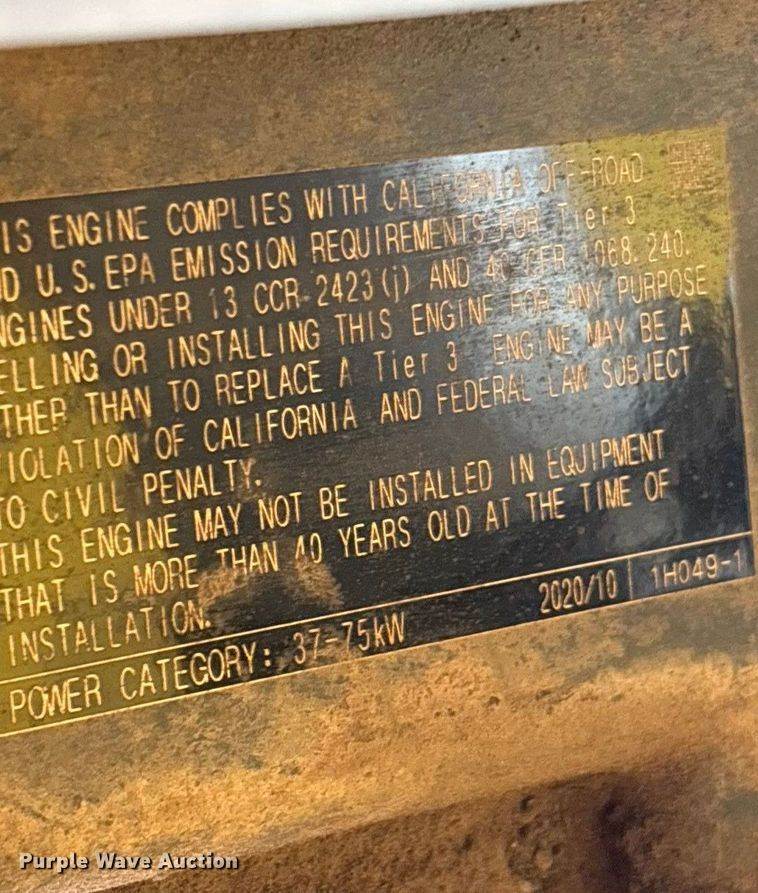 IS ENGINE COMPLIES WITH CALIFORNIA OFF-ROAD
ND U.S. EPA EMISSION REQUIREMENTS FOR Tier 3
NGINES UNDER 13 CCR 2423(j) AND 40 CFR 1068.240.
ELLING OR INSTALLING THIS ENGINE FOR ANY PURPOSE
THER THAN TO REPLACE A Tier 3 ENGINE MAY BE A
IOLATION OF CALIFORNIA AND FEDERAL LAW SUBJECT
TO CIVIL PENALTY.
THIS ENGINE MAY NOT BE INSTALLED IN EQUIPMENT
THAT IS MORE THAN 40 YEARS OLD AT THE TIME OF
INSTALLATION.
POWER CATEGORY: 37-75kW 2020/10 1H049-1
Purple Wave Auction